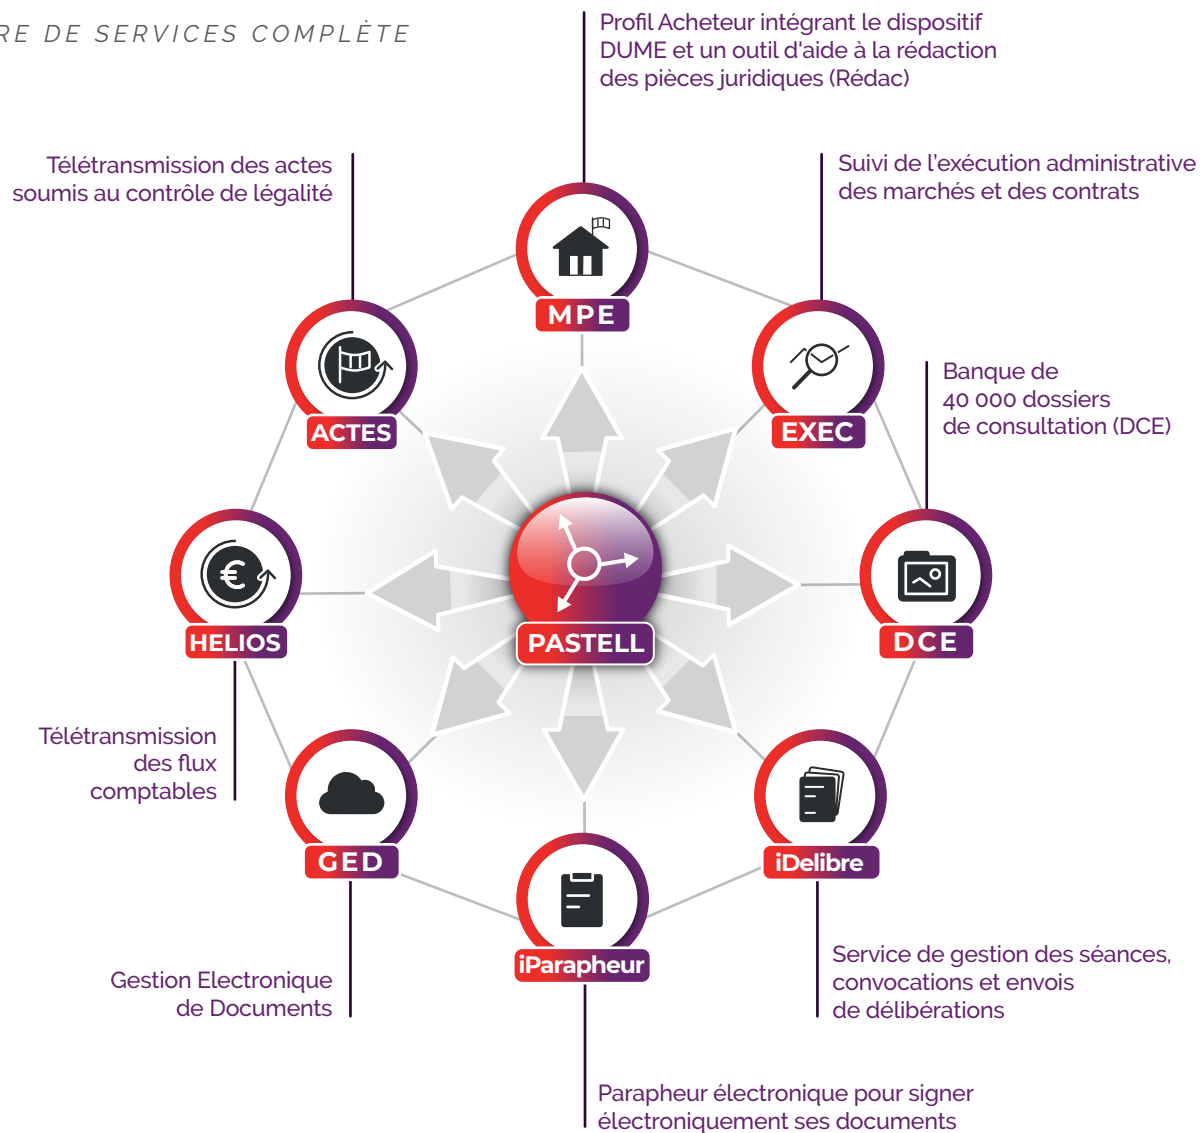 DE SERVICES COMPLÈTE
Profil Acheteur intégrant le dispositif
DUME et un outil d'aide à la rédaction
des pièces juridiques (Rédac)
Télétransmission des actes
soumis au contrôle de légalité
Suivi de l'exécution administrative
des marchés et des contrats
MPE
ACTES
EXEC
Banque de
40 000 dossiers
de consultation (DCE)
HELIOS
PASTELL
DCE
Télétransmission
des flux
comptables
GED
iDelibre
iParapheur
Gestion Electronique
de Documents
Service de gestion des séances,
convocations et envois
de délibérations
Parapheur électronique pour signer
électroniquement ses documents